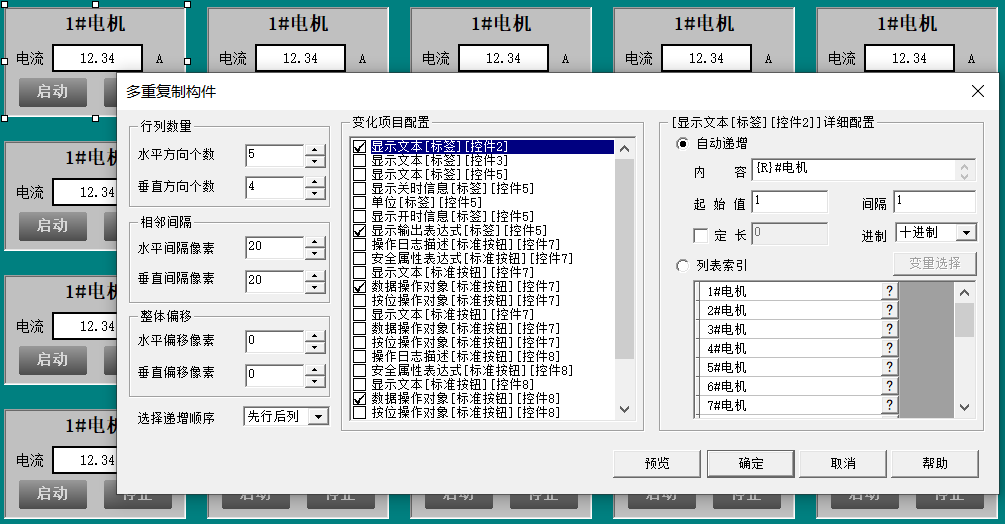 1#电机 1#电机 1#电机 1#电机 1#电机
电流 12.34 A 电流 12.34 A 电流 12.34 A 电流 12.34 A 电流 12.34 A
启动
多重复制构件
行列数量
水平方向个数 5
垂直方向个数 4
相邻间隔
水平间隔像素 20
垂直间隔像素 20
整体偏移
水平偏移像素 0
垂直偏移像素 0
选择递增顺序 先行后列
变化项目配置
显示文本[标签][控件2]
显示文本[标签][控件3]
显示文本[标签][控件5]
显示关时信息[标签][控件5]
单位[标签][控件5]
显示开时信息[标签][控件5]
显示输出表达式[标签][控件5]
操作日志描述[标准按钮][控件7]
安全属性表达式[标准按钮][控件7]
显示文本[标准按钮][控件7]
数据操作对象[标准按钮][控件7]
按位操作对象[标准按钮][控件7]
显示文本[标准按钮][控件7]
数据操作对象[标准按钮][控件7]
按位操作对象[标准按钮][控件7]
操作日志描述[标准按钮][控件8]
安全属性表达式[标准按钮][控件8]
显示文本[标准按钮][控件8]
数据操作对象[标准按钮][控件8]
按位操作对象[标准按钮][控件8]
[显示文本[标签][控件2]]详细配置
自动递增
内 容 {R}#电机
起 始 值 1 间隔 1
定 长 0 进制 十进制
列表索引 变量选择
1#电机 ?
2#电机 ?
3#电机 ?
4#电机 ?
5#电机 ?
6#电机 ?
7#电机 ?
预览 确定 取消 帮助
1#电机
电流 12.34
启动
1#电机
电流 12.34
启动
1#电机
电流 12.34
启动 停止 启动 停止 启动 停止 启动 停止 启动 停止